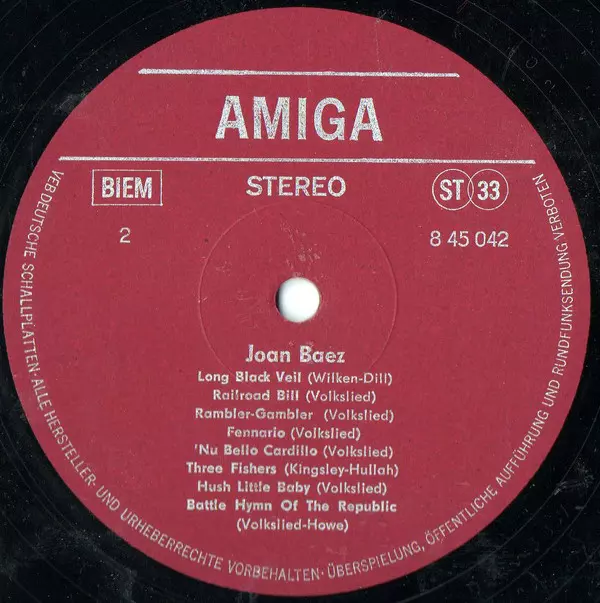 AMIGA
BIEM
STEREO
ST 33
2
8 45 042
Joan Baez
Long Black Veil (Wilken-Dill)
Railroad Bill (Volkslied)
Rambler-Gambler (Volkslied)
Fennario (Volkslied)
'Nu Bello Cardillo (Volkslied)
Three Fishers (Kingsley-Hullah)
Hush Little Baby (Volkslied)
Battle Hymn Of The Republic
(Volkslied-Howe)
VEB DEUTSCHE SCHALLPLATTEN · ALLE HERSTELLER- UND URHEBERRECHTE VORBEHALTEN · ÜBERSPIELUNG, ÖFFENTLICHE AUFFÜHRUNG UND RUNDFUNKSENDUNG VERBOTEN